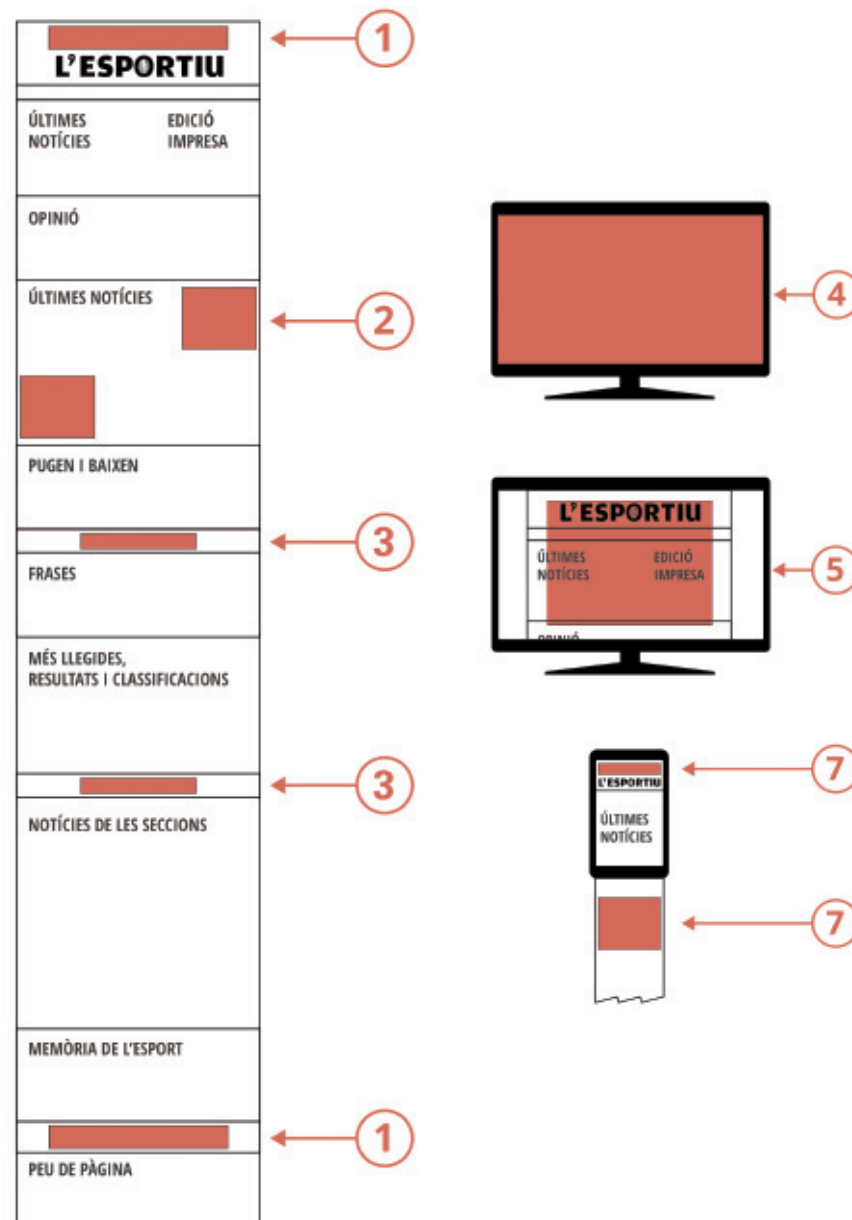 1
L'ESPORTIU
ÚLTIMES
NOTÍCIES
EDICIÓ
IMPRESA
OPINIÓ
ÚLTIMES NOTÍCIES
2
PUGEN I BAIXEN
3
FRASES
MÉS LLEGIDES,
RESULTATS I CLASSIFICACIONS
3
NOTÍCIES DE LES SECCIONS
MEMÒRIA DE L'ESPORT
1
PEU DE PÀGINA
4
L'ESPORTIU
ÚLTIMES
NOTÍCIES
EDICIÓ
IMPRESA
OPINIÓ
5
7
L'ESPORTIU
ÚLTIMES
NOTÍCIES
7